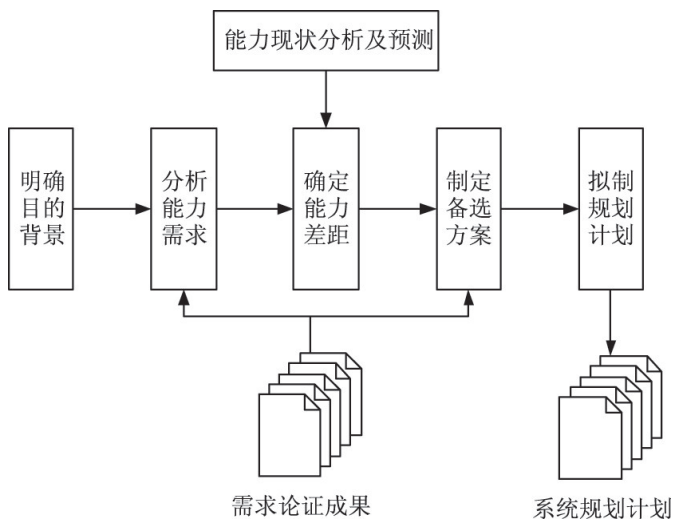 能力现状分析及预测
明确
目的
背景
分析
能力
需求
确定
能力
差距
制定
备选
方案
拟制
规划
计划
需求论证成果
系统规划计划